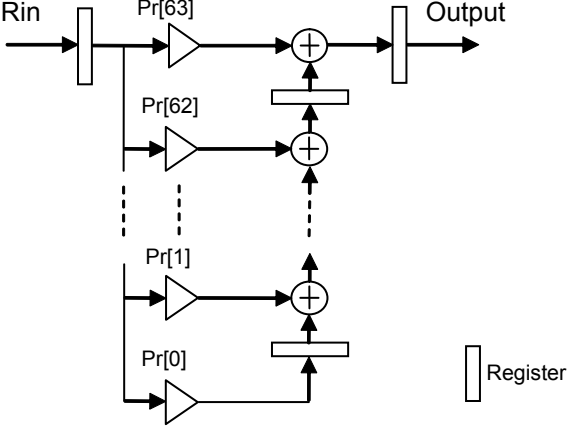 Rin
Pr[63]
Output
Pr[62]
Pr[1]
Pr[0]
Register